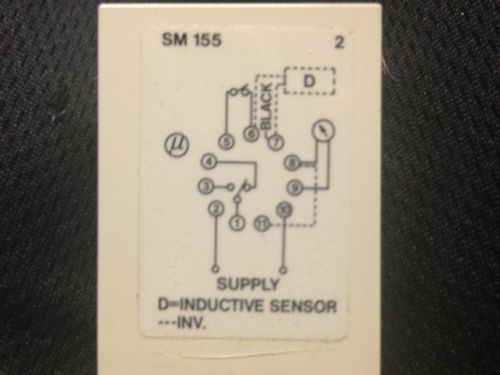 SM 155 2
D
BLACK
6
5 7
µ
4 8
3 9
2 10
1 11
SUPPLY
D=INDUCTIVE SENSOR
---INV.